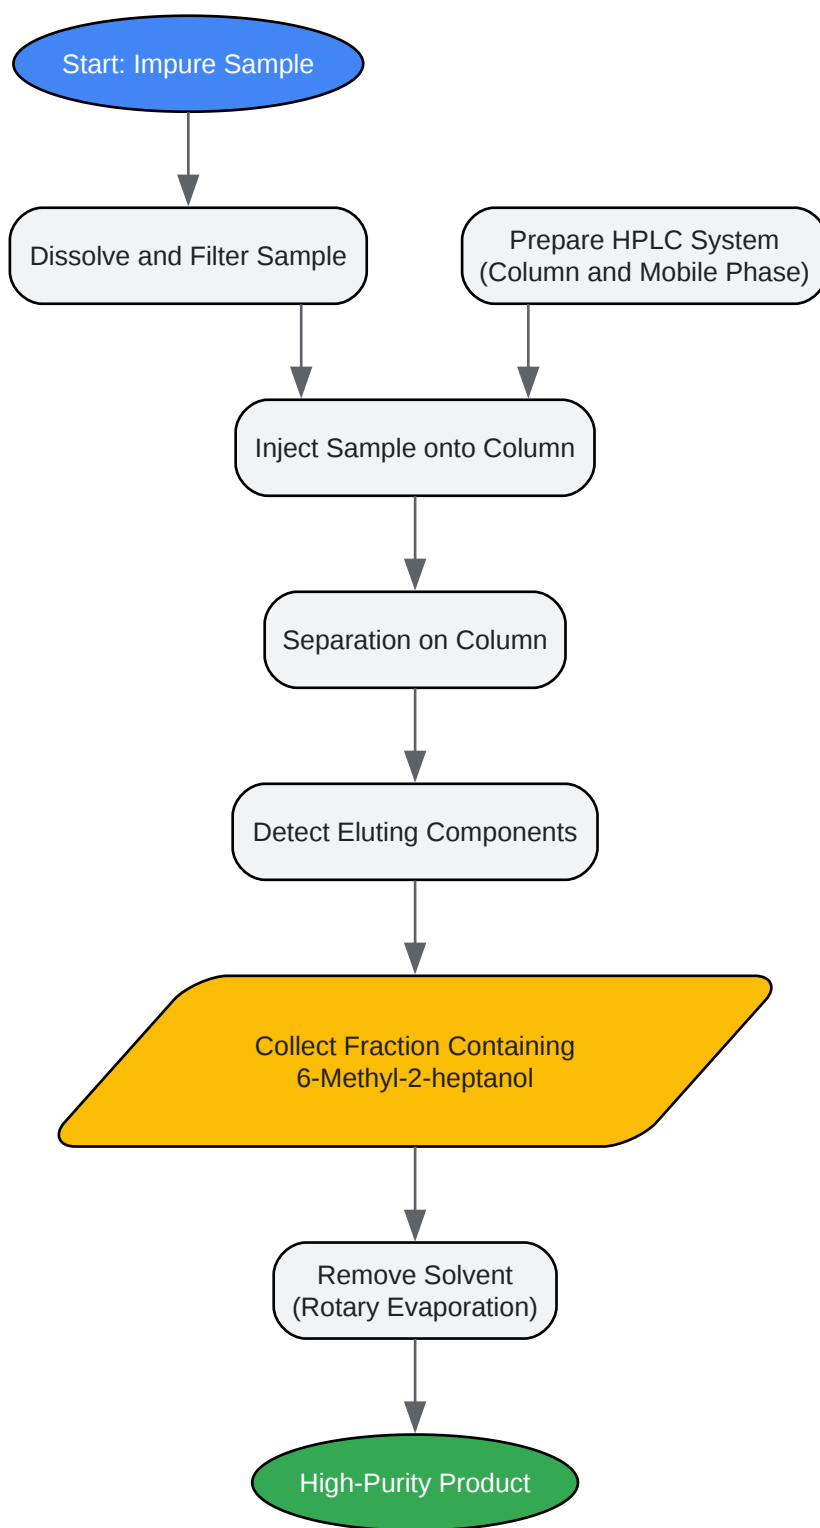 Start: Impure Sample
Dissolve and Filter Sample
Prepare HPLC System
(Column and Mobile Phase)
Inject Sample onto Column
Separation on Column
Detect Eluting Components
Collect Fraction Containing
6-Methyl-2-heptanol
Remove Solvent
(Rotary Evaporation)
High-Purity Product